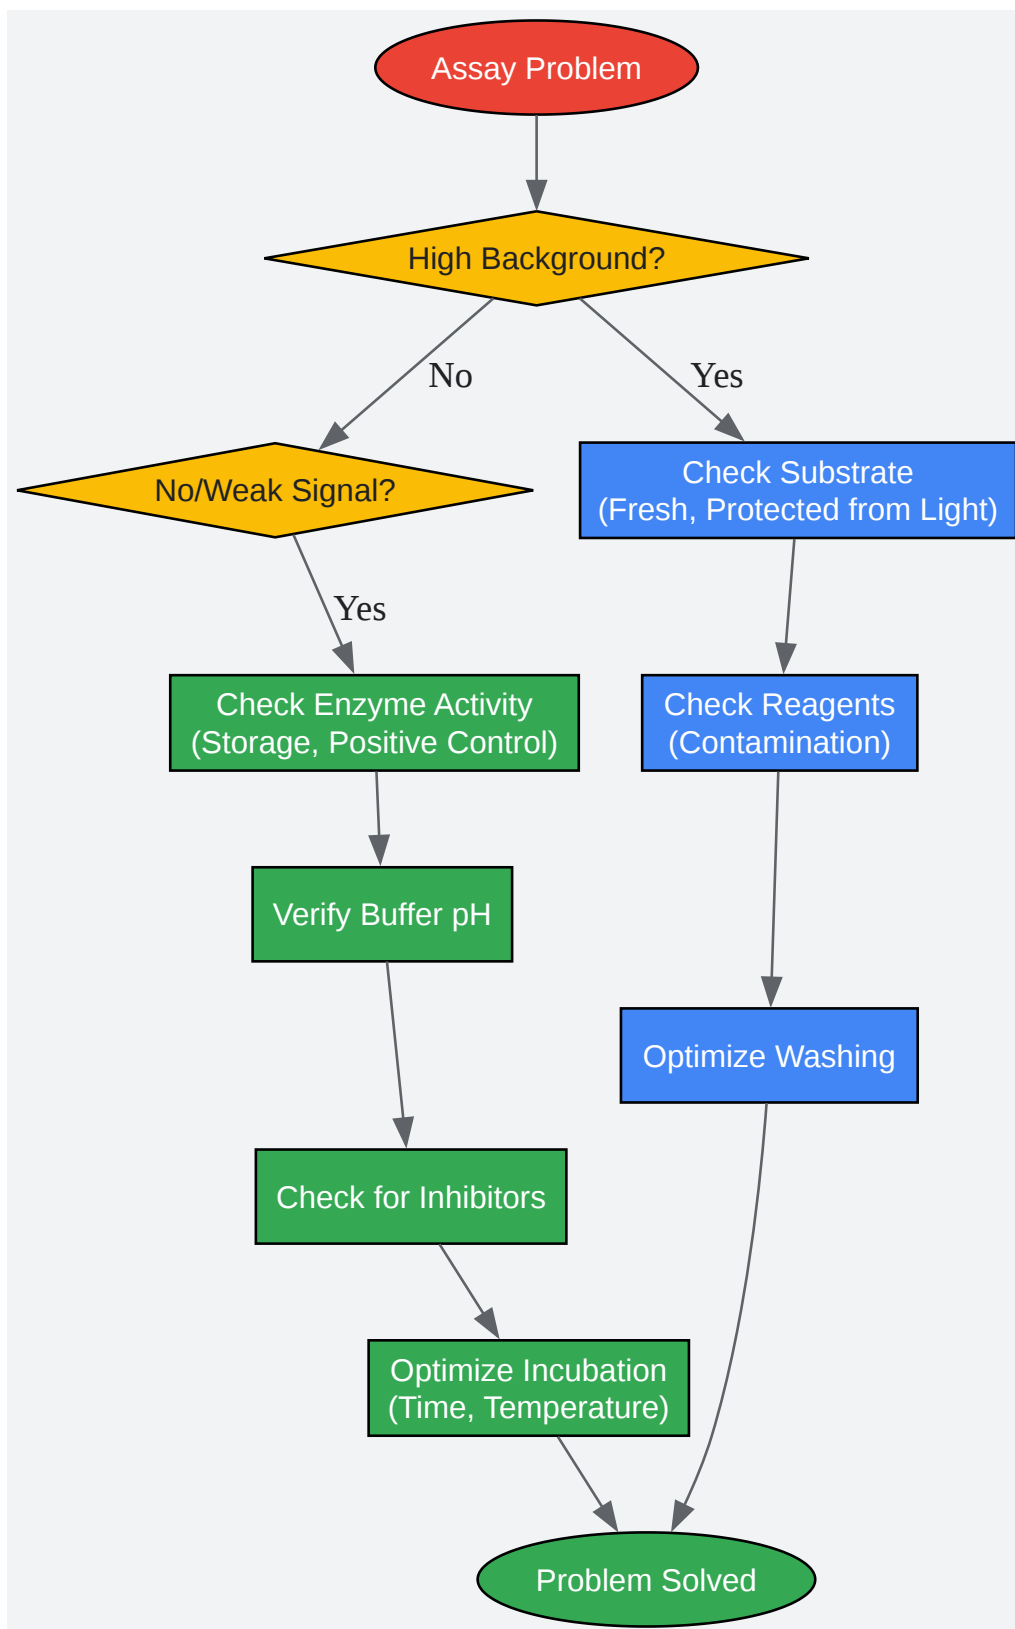 Assay Problem
High Background?
No
Yes
No/Weak Signal?
Check Substrate
(Fresh, Protected from Light)
Yes
Check Enzyme Activity
(Storage, Positive Control)
Check Reagents
(Contamination)
Verify Buffer pH
Optimize Washing
Check for Inhibitors
Optimize Incubation
(Time, Temperature)
Problem Solved